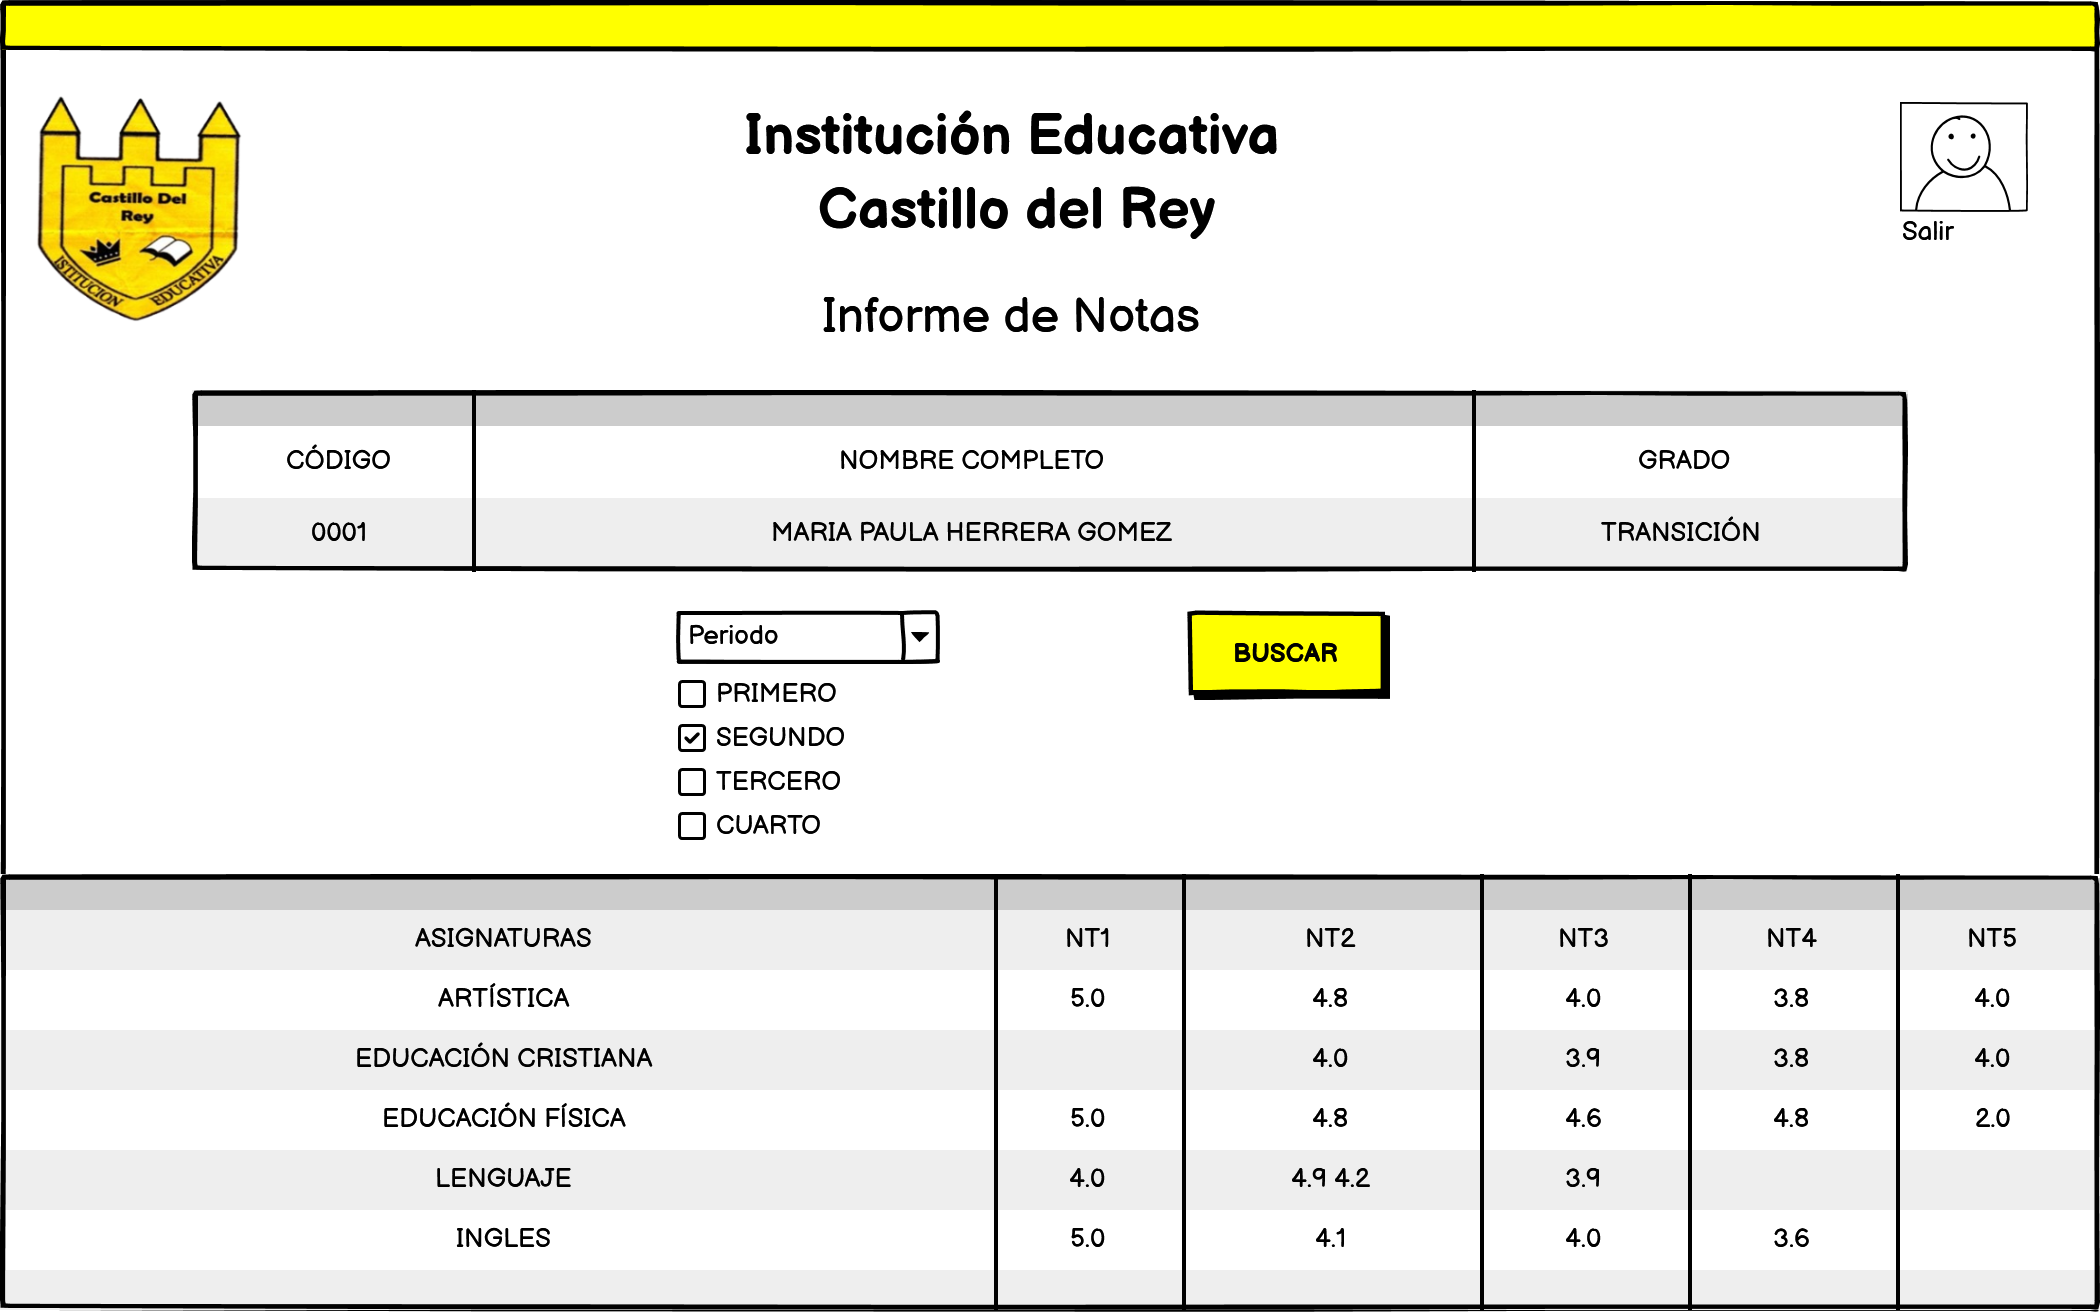 Castillo Del
Rey
ISTITUCION EDUCATIVA
Institución Educativa
Castillo del Rey
Salir
Informe de Notas
CÓDIGO NOMBRE COMPLETO GRADO
0001 MARIA PAULA HERRERA GOMEZ TRANSICIÓN
Periodo
BUSCAR
PRIMERO
SEGUNDO
TERCERO
CUARTO
ASIGNATURAS NT1 NT2 NT3 NT4 NT5
ARTÍSTICA 5.0 4.8 4.0 3.8 4.0
EDUCACIÓN CRISTIANA 4.0 3.9 3.8 4.0
EDUCACIÓN FÍSICA 5.0 4.8 4.6 4.8 2.0
LENGUAJE 4.0 4.9 4.2 3.9
INGLES 5.0 4.1 4.0 3.6